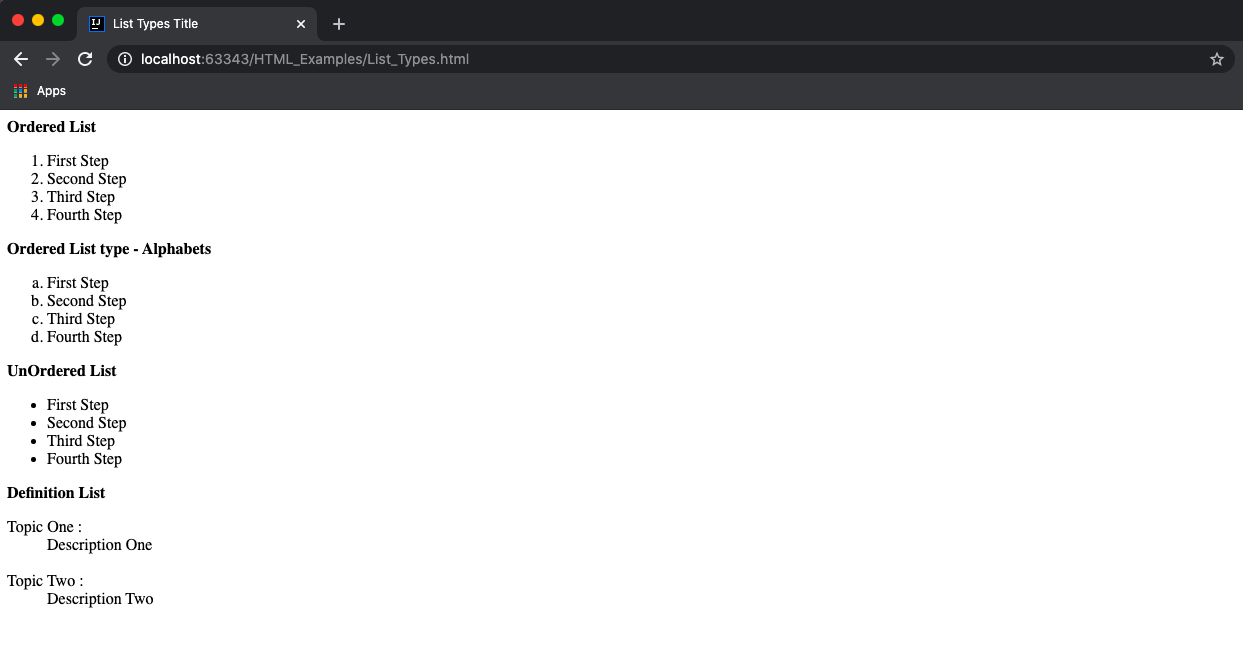 List Types Title
localhost:63343/HTML_Examples/List_Types.html
Apps
Ordered List
1. First Step
2. Second Step
3. Third Step
4. Fourth Step
Ordered List type - Alphabets
a. First Step
b. Second Step
c. Third Step
d. Fourth Step
UnOrdered List
• First Step
• Second Step
• Third Step
• Fourth Step
Definition List
Topic One :
Description One
Topic Two :
Description Two